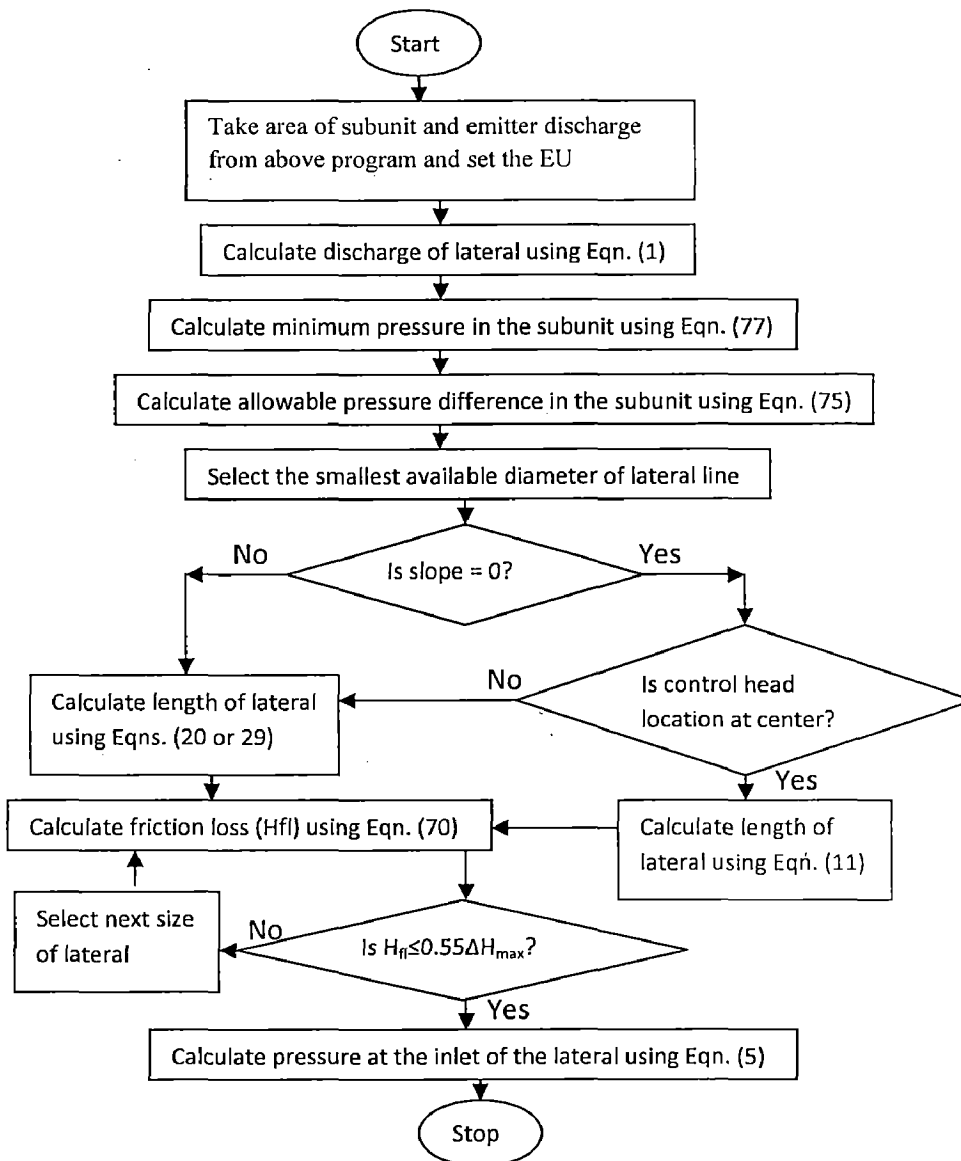 Start
Take area of subunit and emitter discharge
from above program and set the EU
Calculate discharge of lateral using Eqn. (1)
Calculate minimum pressure in the subunit using Eqn. (77)
Calculate allowable pressure difference in the subunit using Eqn. (75)
Select the smallest available diameter of lateral line
No
Is slope = 0?
Yes
Calculate length of lateral
using Eqns. (20 or 29)
No
Is control head
location at center?
Yes
Calculate friction loss (Hfl) using Eqn. (70)
Calculate length of
lateral using Eqn. (11)
Select next size
of lateral
No
Is Hfl≤0.55ΔHmax?
Yes
Calculate pressure at the inlet of the lateral using Eqn. (5)
Stop